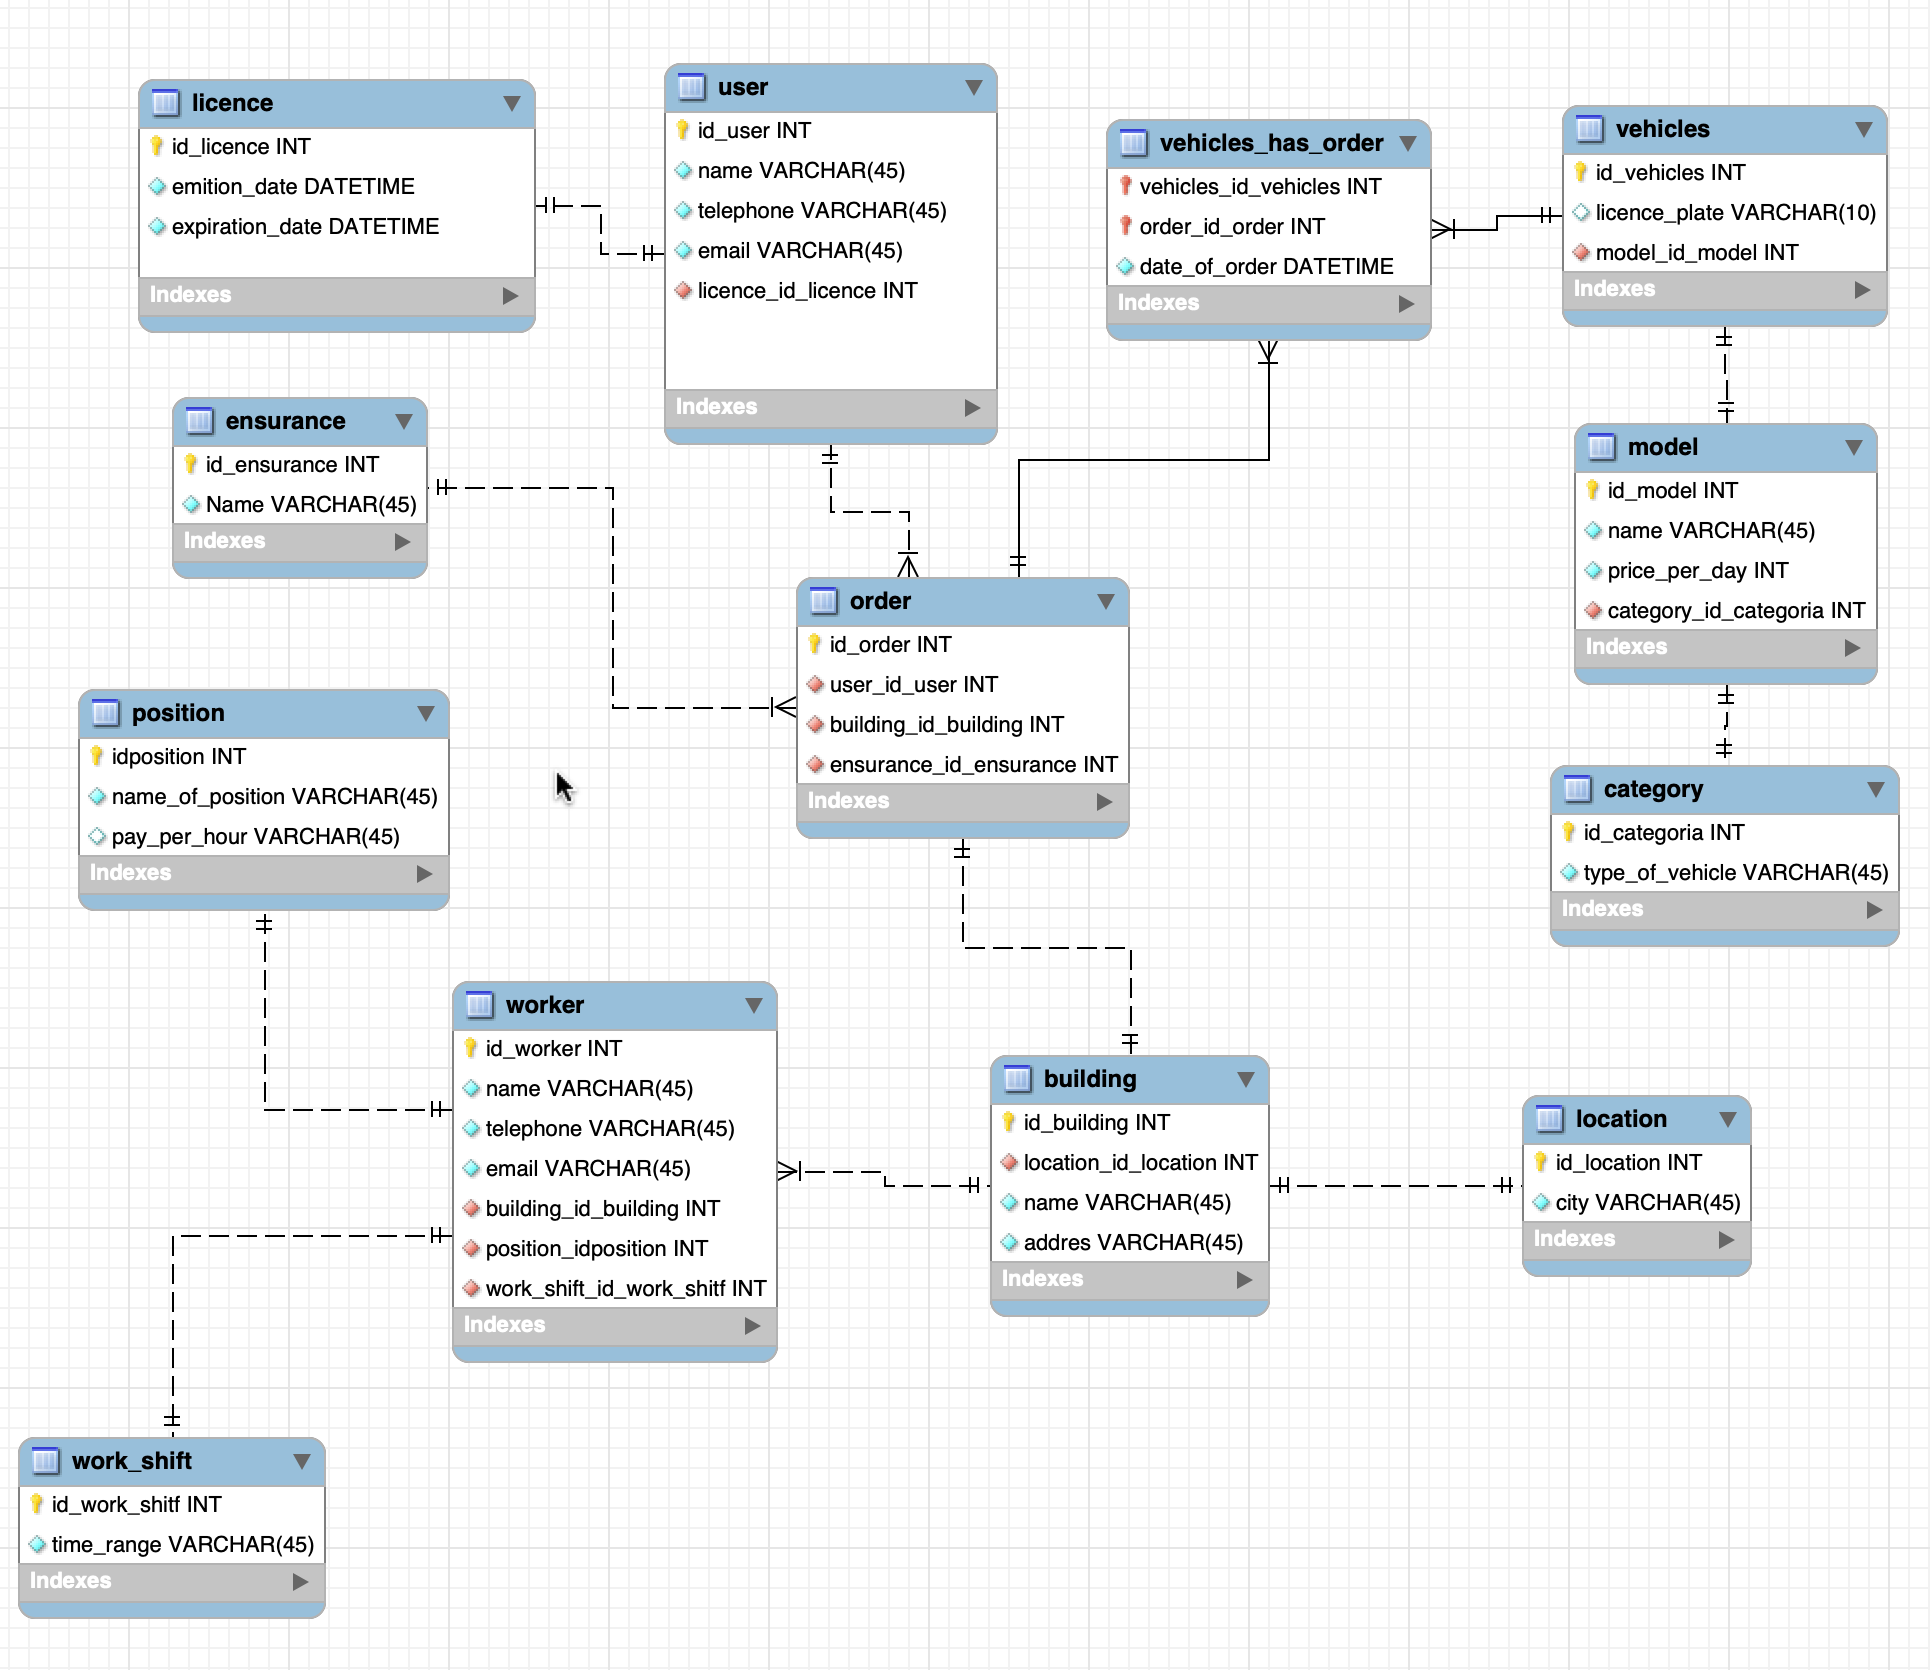 licence
id_licence INT
emition_date DATETIME
expiration_date DATETIME
Indexes
user
id_user INT
name VARCHAR(45)
telephone VARCHAR(45)
email VARCHAR(45)
licence_id_licence INT
Indexes
vehicles_has_order
vehicles_id_vehicles INT
order_id_order INT
date_of_order DATETIME
Indexes
vehicles
id_vehicles INT
licence_plate VARCHAR(10)
model_id_model INT
Indexes
ensurance
id_ensurance INT
Name VARCHAR(45)
Indexes
model
id_model INT
name VARCHAR(45)
price_per_day INT
category_id_categoria INT
Indexes
order
id_order INT
user_id_user INT
building_id_building INT
ensurance_id_ensurance INT
Indexes
position
idposition INT
name_of_position VARCHAR(45)
pay_per_hour VARCHAR(45)
Indexes
category
id_categoria INT
type_of_vehicle VARCHAR(45)
Indexes
worker
id_worker INT
name VARCHAR(45)
telephone VARCHAR(45)
email VARCHAR(45)
building_id_building INT
position_idposition INT
work_shift_id_work_shitf INT
Indexes
building
id_building INT
location_id_location INT
name VARCHAR(45)
addres VARCHAR(45)
Indexes
location
id_location INT
city VARCHAR(45)
Indexes
work_shift
id_work_shitf INT
time_range VARCHAR(45)
Indexes